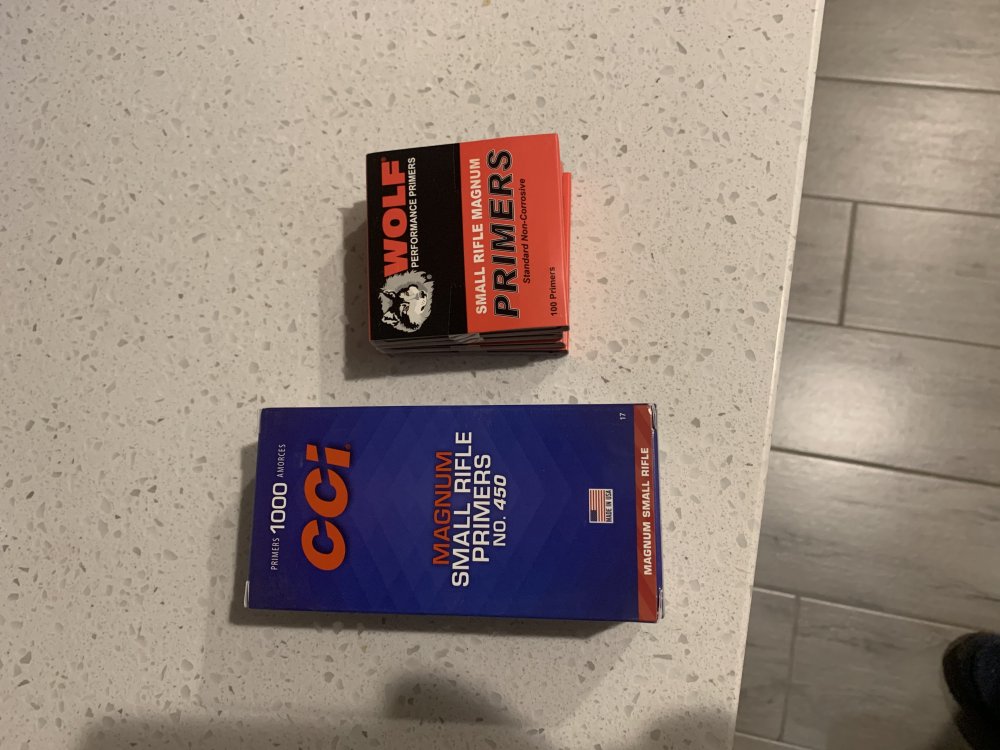 WOLF®
PERFORMANCE PRIMERS
SMALL RIFLE MAGNUM
PRIMERS
Standard Non-Corrosive
100 Primers
PRIMERS 1000 AMORCES
CCI
MAGNUM
SMALL RIFLE
PRIMERS
NO. 450
MADE IN USA
17
MAGNUM SMALL RIFLE